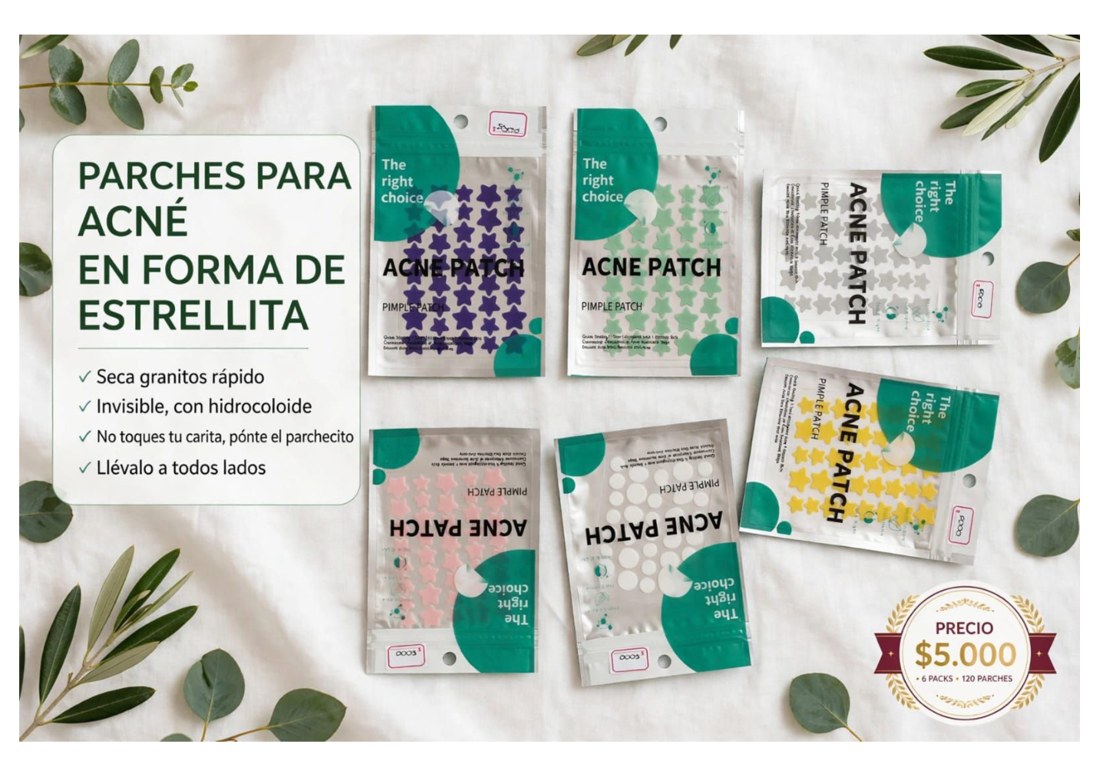 PARCHES PARA
ACNÉ
EN FORMA DE
ESTRELLITA
✓ Seca granitos rápido
✓ Invisible, con hidrocoloide
✓ No toques tu carita, pónte el parchecito
✓ Llévalo a todos lados
The
right
choice
ACNE PATCH
PIMPLE PATCH
The
right
choice
ACNE PATCH
PIMPLE PATCH
The
right
choice
ACNE PATCH
PIMPLE PATCH
The
right
choice
ACNE PATCH
PIMPLE PATCH
PIMPLE PATCH
ACNE PATCH
The
right
choice
PIMPLE PATCH
ACNE PATCH
The
right
choice
PRECIO
$5.000
• 6 PACKS • 120 PARCHES